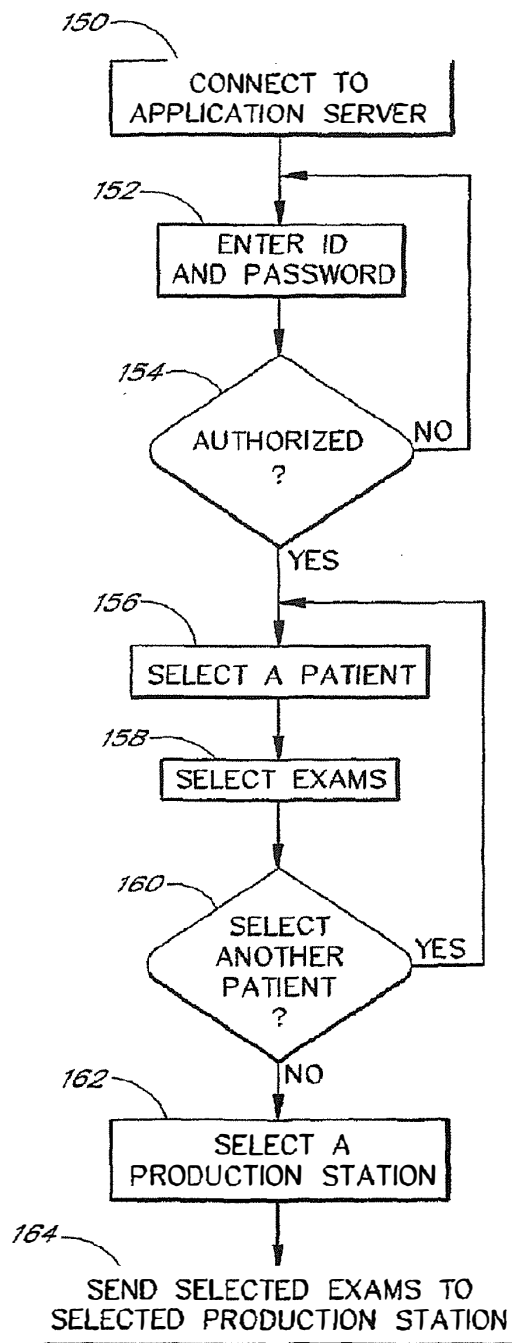 150
CONNECT TO
APPLICATION SERVER
152
ENTER ID
AND PASSWORD
154
AUTHORIZED
?
NO
YES
156
SELECT A PATIENT
158
SELECT EXAMS
160
SELECT
ANOTHER
PATIENT
?
YES
NO
162
SELECT A
PRODUCTION STATION
164
SEND SELECTED EXAMS TO
SELECTED PRODUCTION STATION